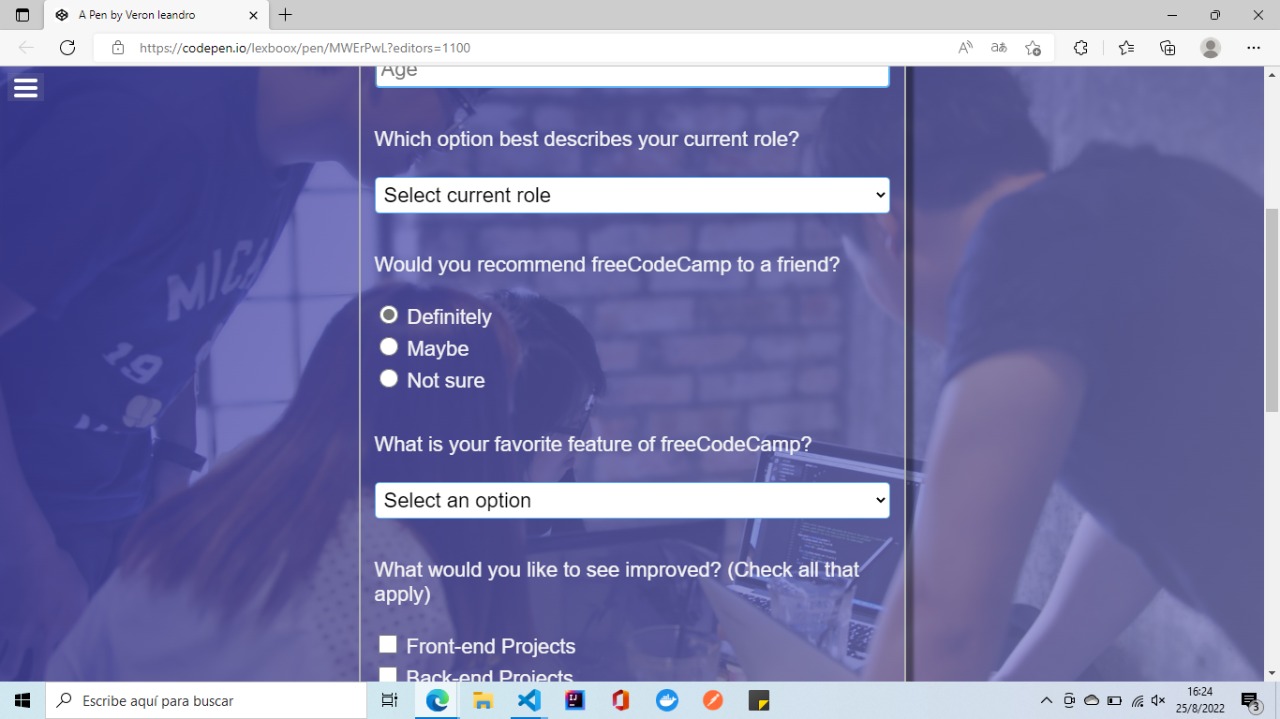 A Pen by Veron leandro
https://codepen.io/lexboox/pen/MWErPwL?editors=1100
Age
Which option best describes your current role?
Select current role
Would you recommend freeCodeCamp to a friend?
Definitely
Maybe
Not sure
What is your favorite feature of freeCodeCamp?
Select an option
What would you like to see improved? (Check all that
apply)
Front-end Projects
Back-end Projects
MICH
19
Escribe aquí para buscar
16:24
25/8/2022
3